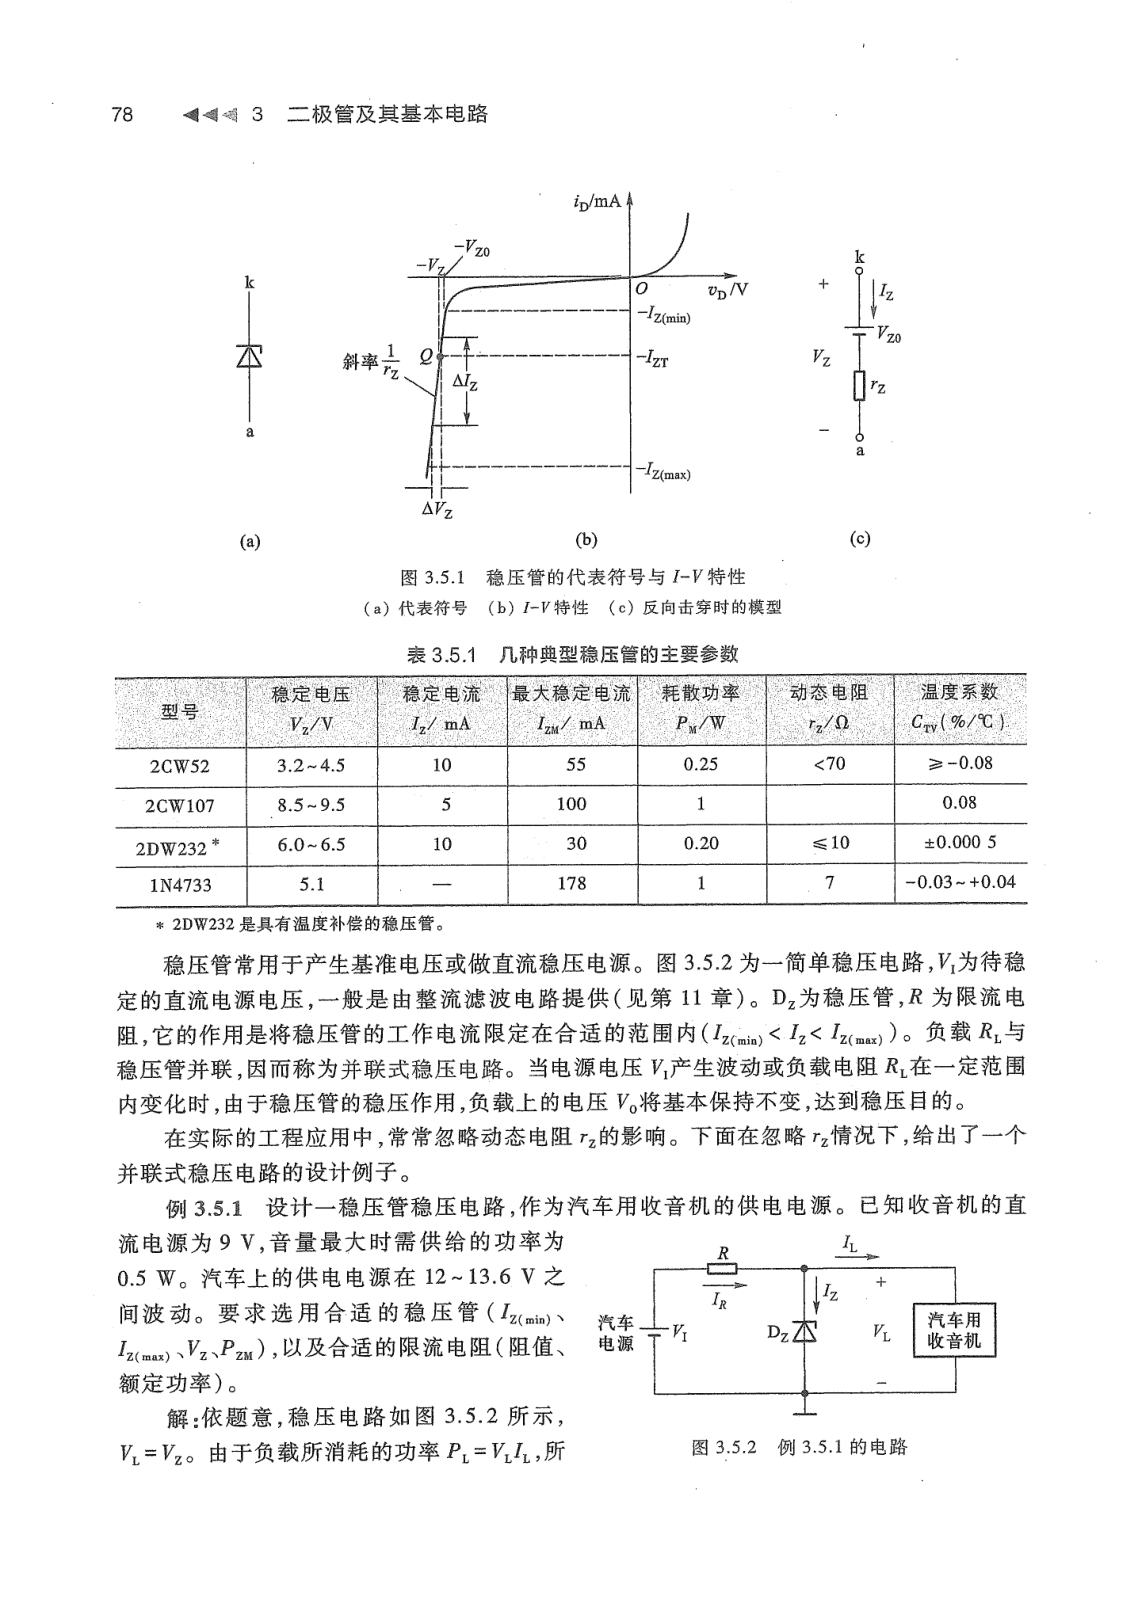 78 3 二极管及其基本电路
iD/mA
-VZ0
-VZ
k
O
vD/V
-IZ(min)
斜率1/rZ
Q
-IZT
ΔIZ
a
-IZ(max)
ΔVZ
k
+
IZ
VZ0
VZ
rZ
-
a
(a) (b) (c)
图 3.5.1 稳压管的代表符号与 I-V 特性
(a) 代表符号 (b) I-V 特性 (c) 反向击穿时的模型
表 3.5.1 几种典型稳压管的主要参数
型号 稳定电压 VZ/V 稳定电流 IZ/ mA 最大稳定电流 IZM/ mA 耗散功率 PM/W 动态电阻 rZ/Ω 温度系数 CTV(%/℃)
2CW52 3.2~4.5 10 55 0.25 <70 ≥-0.08
2CW107 8.5~9.5 5 100 1 0.08
2DW232 * 6.0~6.5 10 30 0.20 ≤10 ±0.000 5
1N4733 5.1 — 178 1 7 -0.03~+0.04
* 2DW232 是具有温度补偿的稳压管。
稳压管常用于产生基准电压或做直流稳压电源。图 3.5.2 为一简单稳压电路,VI为待稳
定的直流电源电压,一般是由整流滤波电路提供(见第 11 章)。DZ为稳压管,R 为限流电
阻,它的作用是将稳压管的工作电流限定在合适的范围内(IZ(min)<IZ<IZ(max))。负载 RL与
稳压管并联,因而称为并联式稳压电路。当电源电压 VI产生波动或负载电阻 RL在一定范围
内变化时,由于稳压管的稳压作用,负载上的电压 Vo将基本保持不变,达到稳压目的。
在实际的工程应用中,常常忽略动态电阻 rZ的影响。下面在忽略 rZ情况下,给出了一个
并联式稳压电路的设计例子。
例 3.5.1 设计一稳压管稳压电路,作为汽车用收音机的供电电源。已知收音机的直
流电源为 9 V,音量最大时需供给的功率为
0.5 W。汽车上的供电电源在 12~13.6 V 之
间波动。要求选用合适的稳压管(IZ(min)、
IZ(max)、VZ、PZM),以及合适的限流电阻(阻值、
额定功率)。
解:依题意,稳压电路如图 3.5.2 所示,
VL=VZ。由于负载所消耗的功率 PL=VLIL,所
R
IL
IR
IZ
+
汽车
电源
VI
DZ
VL
汽车用
收音机
-
图 3.5.2 例 3.5.1 的电路